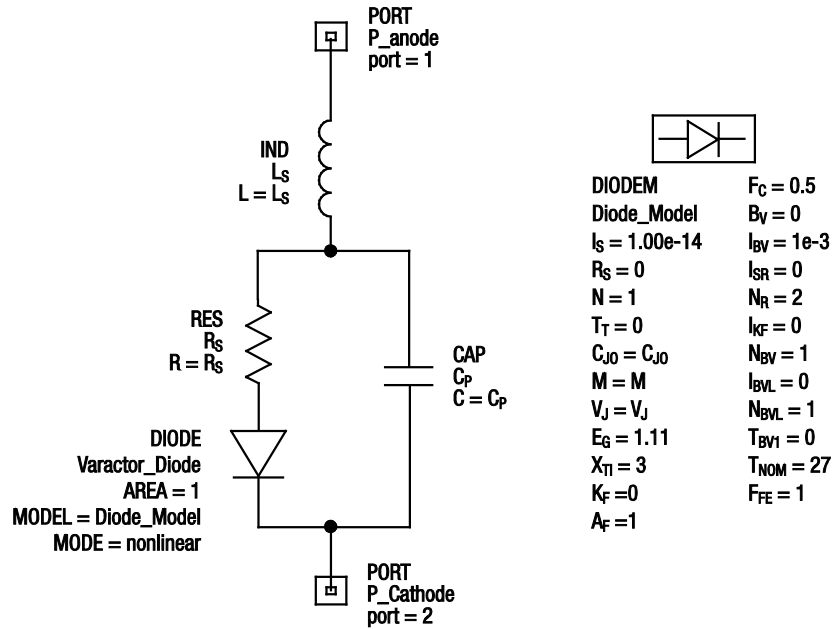 PORT
P_anode
port = 1
IND
LS
L = LS
RES
RS
R = RS
CAP
CP
C = CP
DIODE
Varactor_Diode
AREA = 1
MODEL = Diode_Model
MODE = nonlinear
PORT
P_Cathode
port = 2
DIODEM
Diode_Model
IS = 1.00e-14
RS = 0
N = 1
TT = 0
CJO = CJO
M = M
VJ = VJ
EG = 1.11
XTI = 3
KF =0
AF =1
FC = 0.5
BV = 0
IBV = 1e-3
ISR = 0
NR = 2
IKF = 0
NBV = 1
IBVL = 0
NBVL = 1
TBV1 = 0
TNOM = 27
FFE = 1